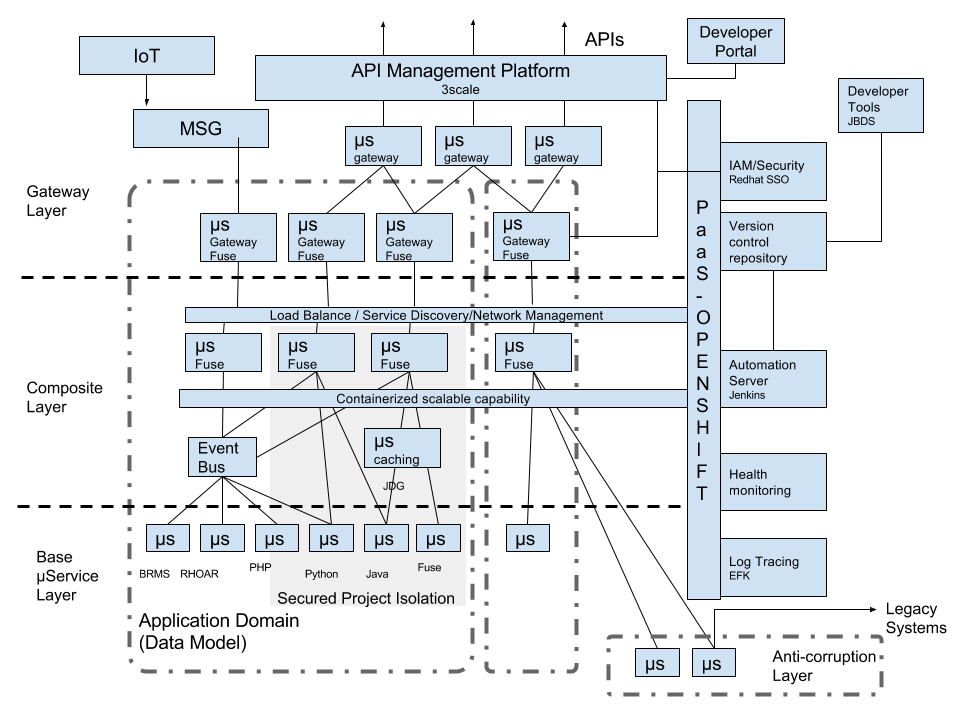 APIs
Developer
Portal
IoT
API Management Platform
3scale
Developer
Tools
JBDS
MSG
µs
gateway
µs
gateway
µs
gateway
IAM/Security
Redhat SSO
Gateway
Layer
µs
Gateway
Fuse
µs
Gateway
Fuse
µs
Gateway
Fuse
µs
Gateway
Fuse
Version
control
repository
PaaS-OPENSHIFT
Load Balance / Service Discovery/Network Management
µs
Fuse
µs
Fuse
µs
Fuse
µs
Fuse
Automation
Server
Jenkins
Composite
Layer
Containerized scalable capability
Event
Bus
µs
caching
JDG
Health
monitoring
Base
µService
Layer
µs
µs
µs
µs
µs
µs
µs
BRMS
RHOAR
PHP
Python
Java
Fuse
Log Tracing
EFK
Secured Project Isolation
Application Domain
(Data Model)
Legacy
Systems
µs
µs
Anti-corruption
Layer